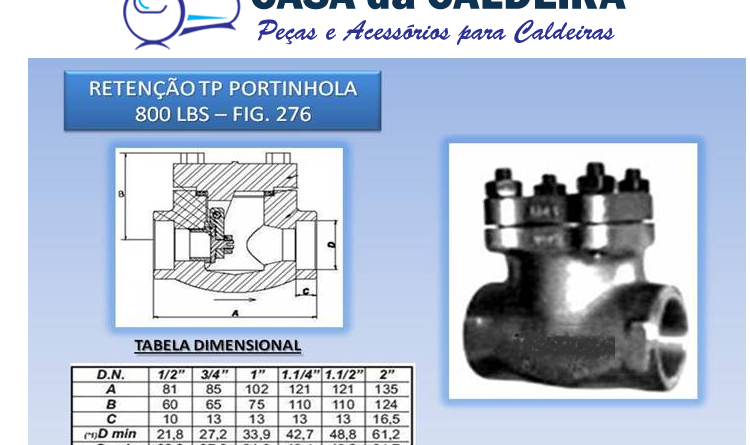 CASA da CALDEIRA
Peças e Acessórios para Caldeiras
RETENÇÃO TP PORTINHOLA
800 LBS – FIG. 276
B
D
C
A
TABELA DIMENSIONAL
D.N. 1/2” 3/4” 1” 1.1/4” 1.1/2” 2”
A 81 85 102 121 121 135
B 60 65 75 110 110 124
C 10 13 13 13 13 16,5
(*1)D min 21,8 27,2 33,9 42,7 48,8 61,2